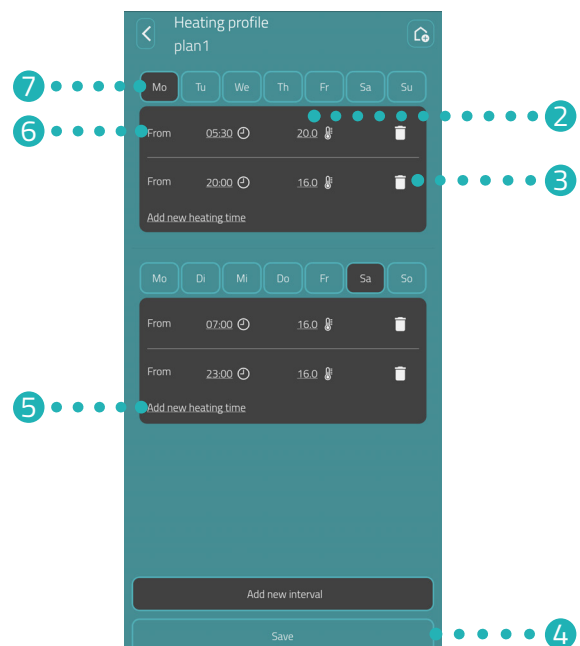 Heating profile
plan1
7
Mo Tu We Th Fr Sa Su
2
6
From 05:30 20.0
From 20:00 16.0
3
Add new heating time
Mo Di Mi Do Fr Sa So
From 07:00 16.0
From 23:00 16.0
5
Add new heating time
Add new interval
Save
4